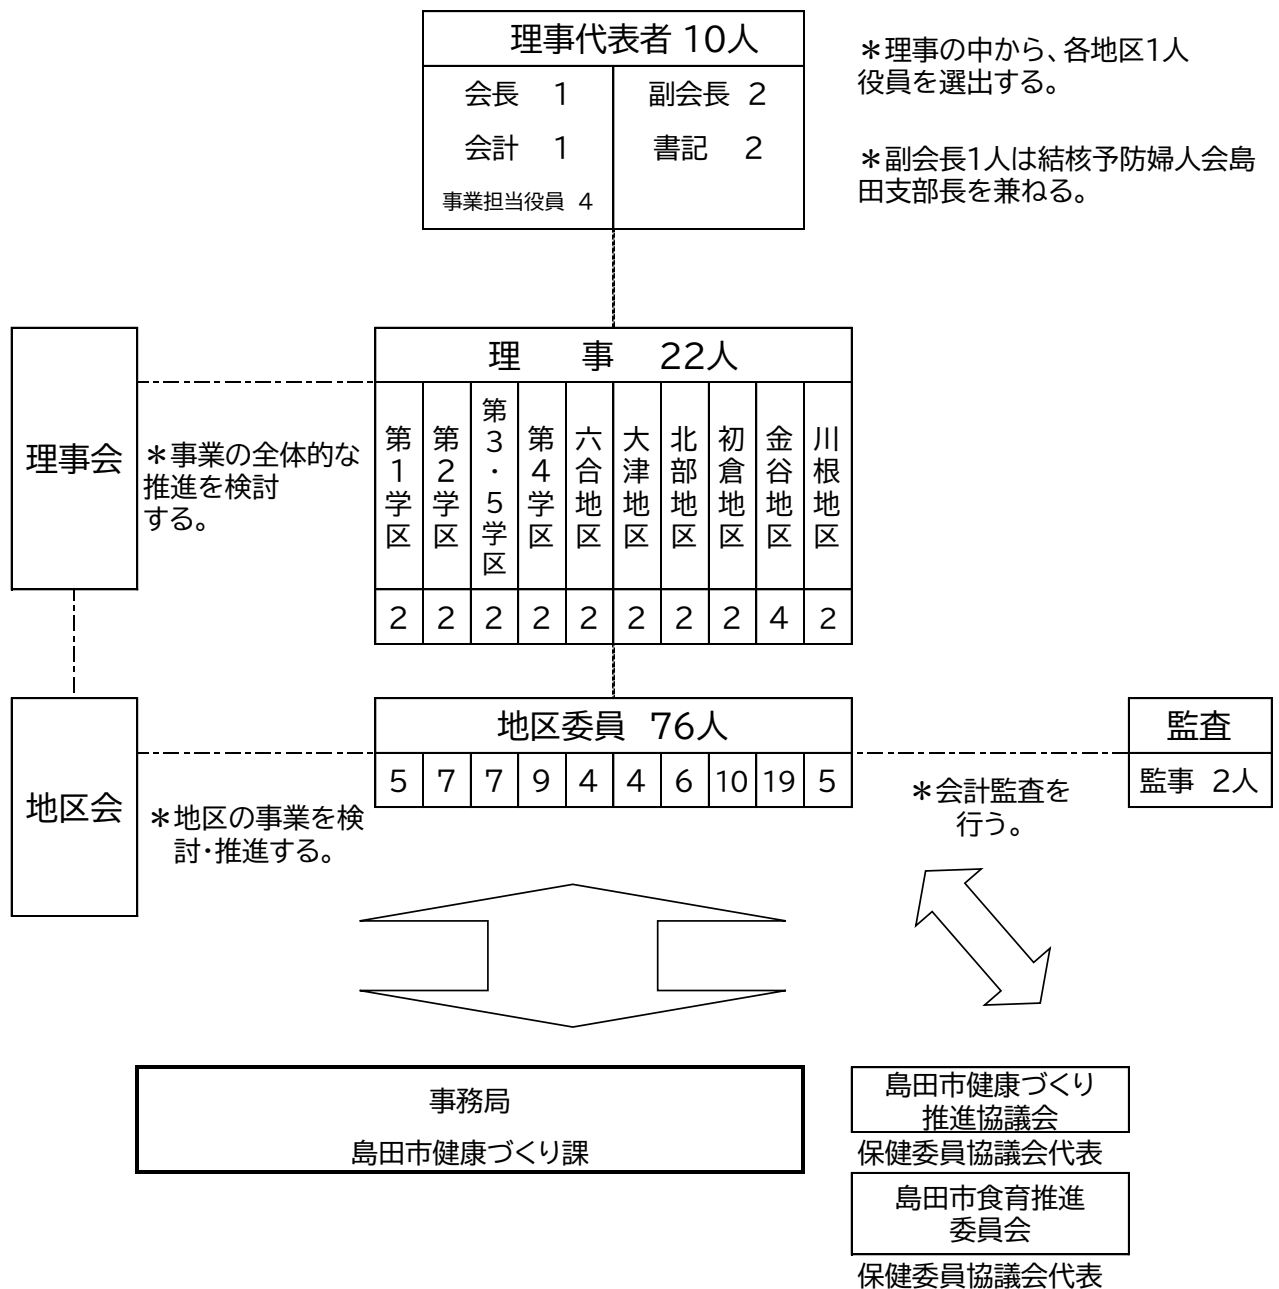 理事代表者 10人
会長 1
副会長 2
会計 1
書記 2
事業担当役員 4
＊理事の中から、各地区1人
役員を選出する。
＊副会長1人は結核予防婦人会島
田支部長を兼ねる。
理事会
＊事業の全体的な
推進を検討
する。
理 事 22人
第1学区
第2学区
第3・5学区
第4学区
六合地区
大津地区
北部地区
初倉地区
金谷地区
川根地区
2 2 2 2 2 2 2 2 4 2
地区会
＊地区の事業を検
討・推進する。
地区委員 76人
5 7 7 9 4 4 6 10 19 5
＊会計監査を
行う。
監査
監事 2人
事務局
島田市健康づくり課
島田市健康づくり
推進協議会
保健委員協議会代表
島田市食育推進
委員会
保健委員協議会代表